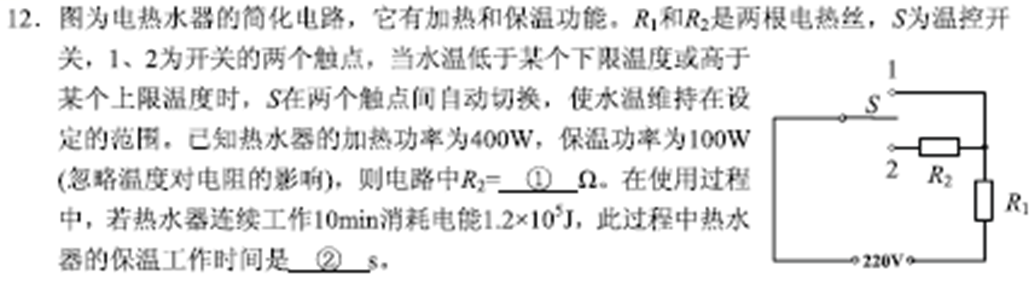 12．图为电热水器的简化电路，它有加热和保温功能。R₁和R₂是两根电热丝，S为温控开
关，1、2为开关的两个触点，当水温低于某个下限温度或高于
某个上限温度时，S在两个触点间自动切换，使水温维持在设
定的范围。已知热水器的加热功率为400W，保温功率为100W
(忽略温度对电阻的影响)，则电路中R₂=__①__Ω。在使用过程
中，若热水器连续工作10min消耗电能1.2×10⁵J，此过程中热水
器的保温工作时间是__②__s。
1
S
2
R₂
R₁
220V